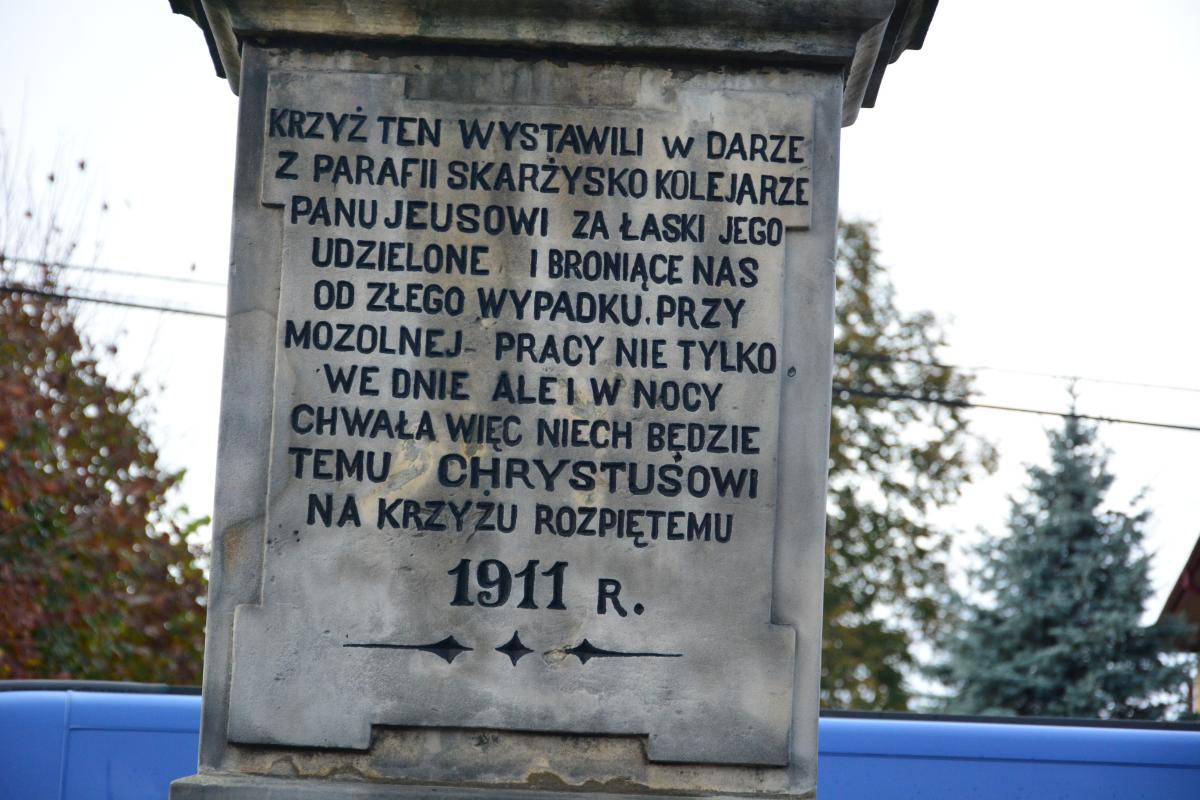 KRZYŻ TEN WYSTAWILI W DARZE
Z PARAFII SKARŻYSKO KOLEJARZE
PANU JEUSOWI ZA ŁASKI JEGO
UDZIELONE I BRONIĄCE NAS
OD ZŁEGO WYPADKU. PRZY
MOZOLNEJ PRACY NIE TYLKO
WE DNIE ALE I W NOCY
CHWAŁA WIĘC NIECH BĘDZIE
TEMU CHRYSTUSOWI
NA KRZYŻU ROZPIĘTEMU
1911 R.